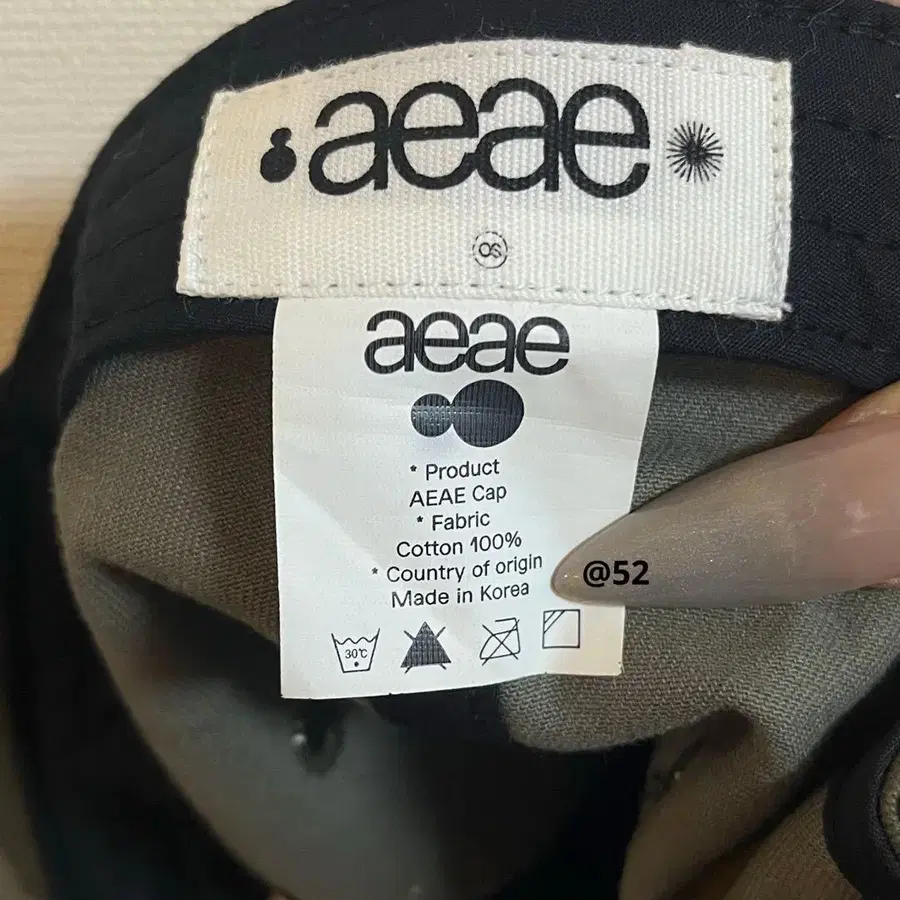 aeae
OS
aeae
* Product
AEAE Cap
* Fabric
Cotton 100%
* Country of origin
Made in Korea
@52
30℃